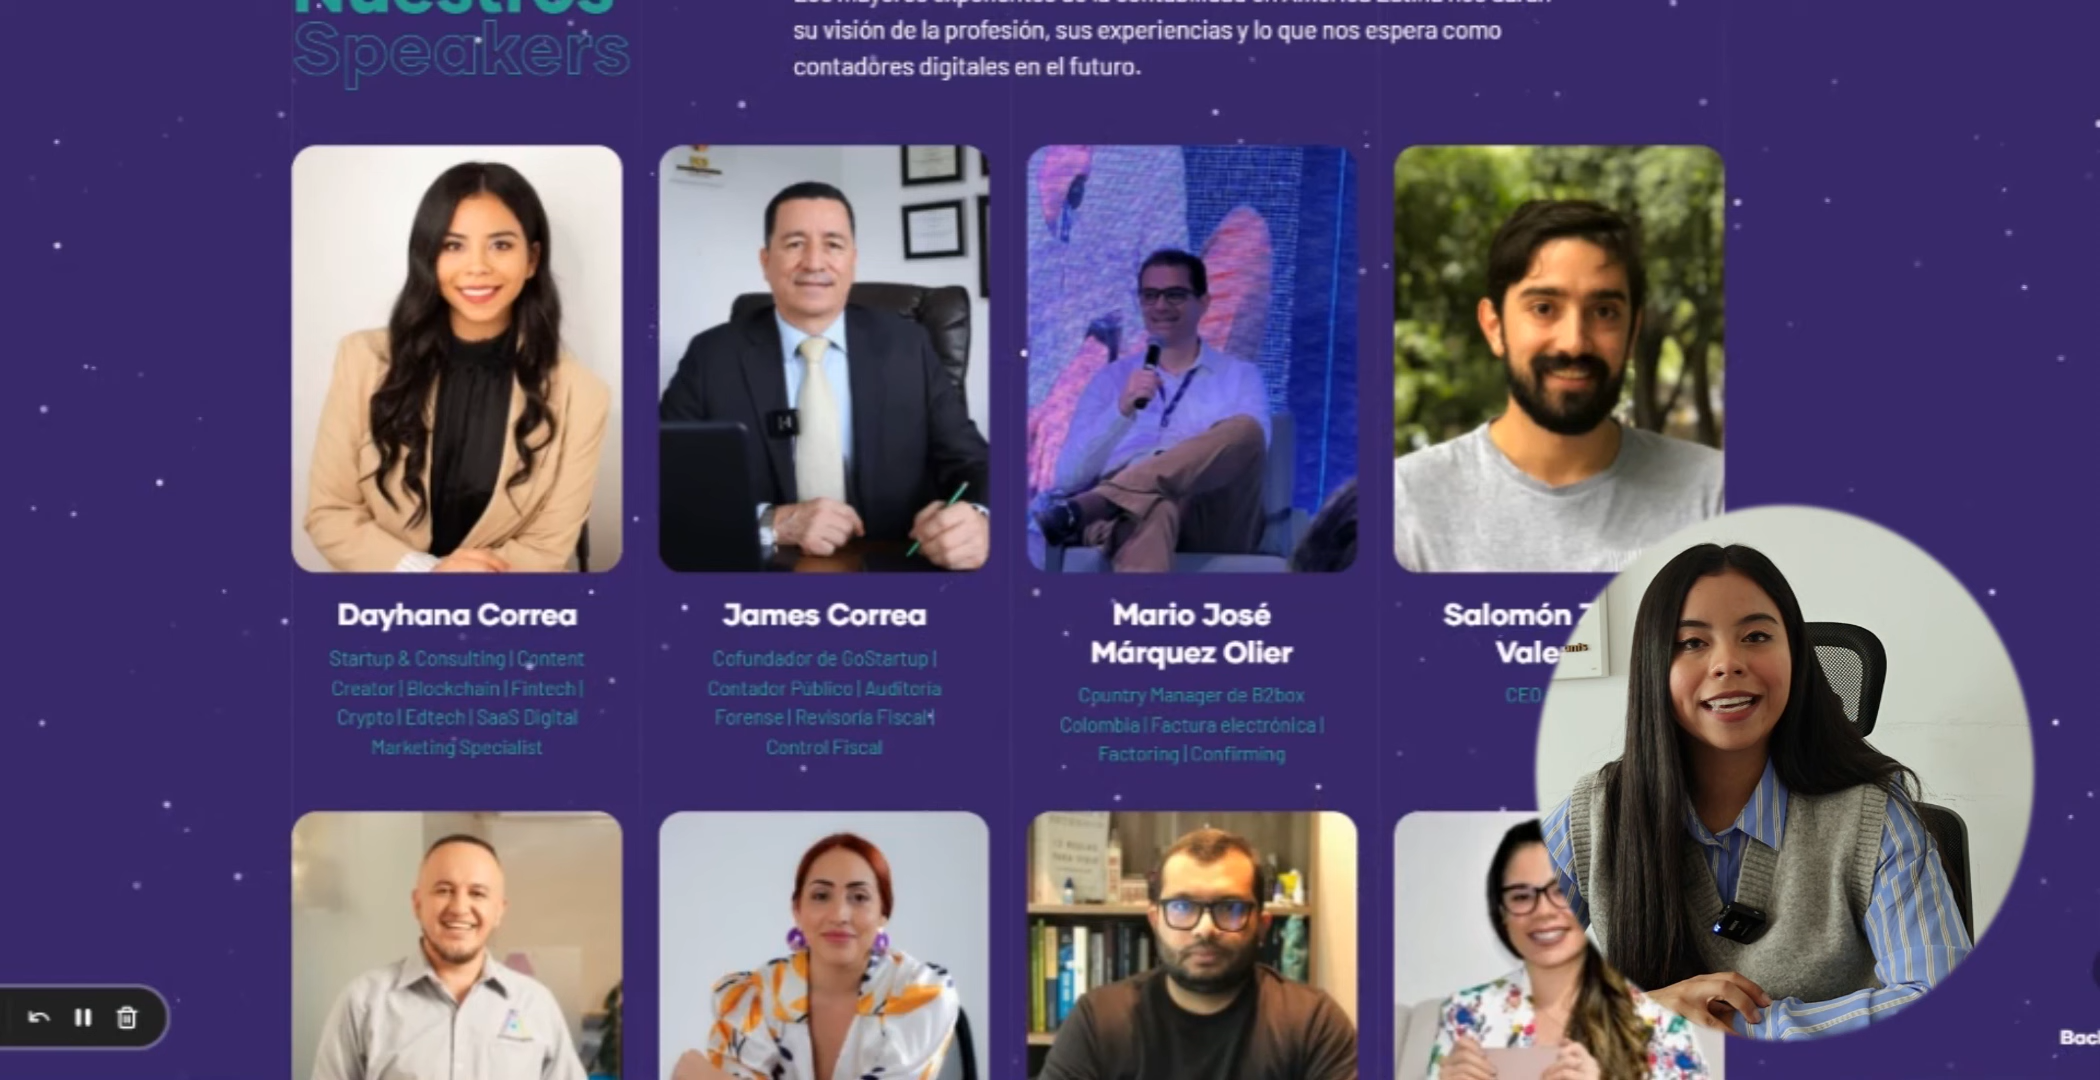 Nuestros
Speakers
su visión de la profesión, sus experiencias y lo que nos espera como
contadores digitales en el futuro.
Dayhana Correa
Startup & Consulting | Content
Creator | Blockchain | Fintech |
Crypto | Edtech | SaaS Digital
Marketing Specialist
James Correa
Cofundador de GoStartup |
Contador Público | Auditoría
Forense | Revisoría Fiscal |
Control Fiscal
Mario José
Márquez Olier
Country Manager de B2box
Colombia | Factura electrónica |
Factoring | Confirming
Salomón
Vale
CEO
Back